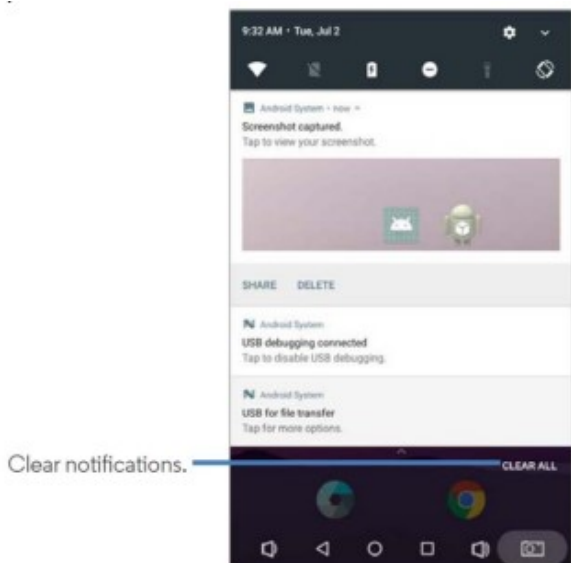 9:32 AM • Tue, Jul 2
Android System • now
Screenshot captured.
Tap to view your screenshot.
SHARE DELETE
Android System
USB debugging connected
Tap to disable USB debugging.
Android System
USB for file transfer
Tap for more options.
Clear notifications.
CLEAR ALL